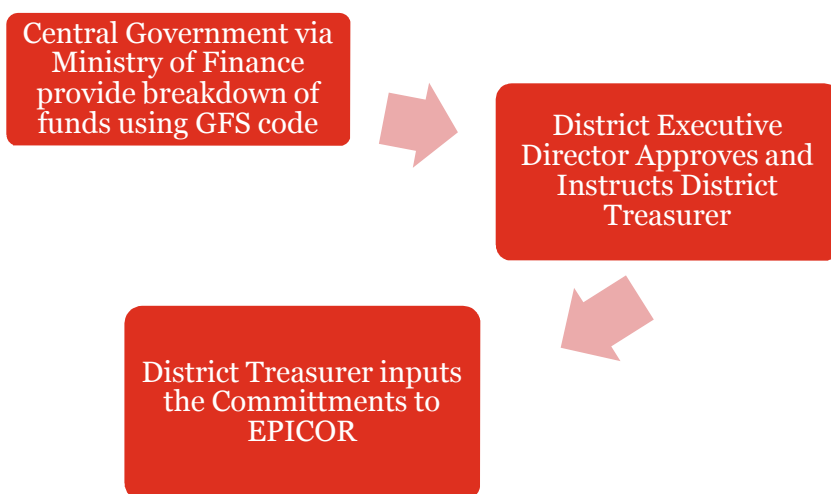 Central Government via
Ministry of Finance
provide breakdown of
funds using GFS code
District Executive
Director Approves and
Instructs District
Treasurer
District Treasurer inputs
the Committments to
EPICOR